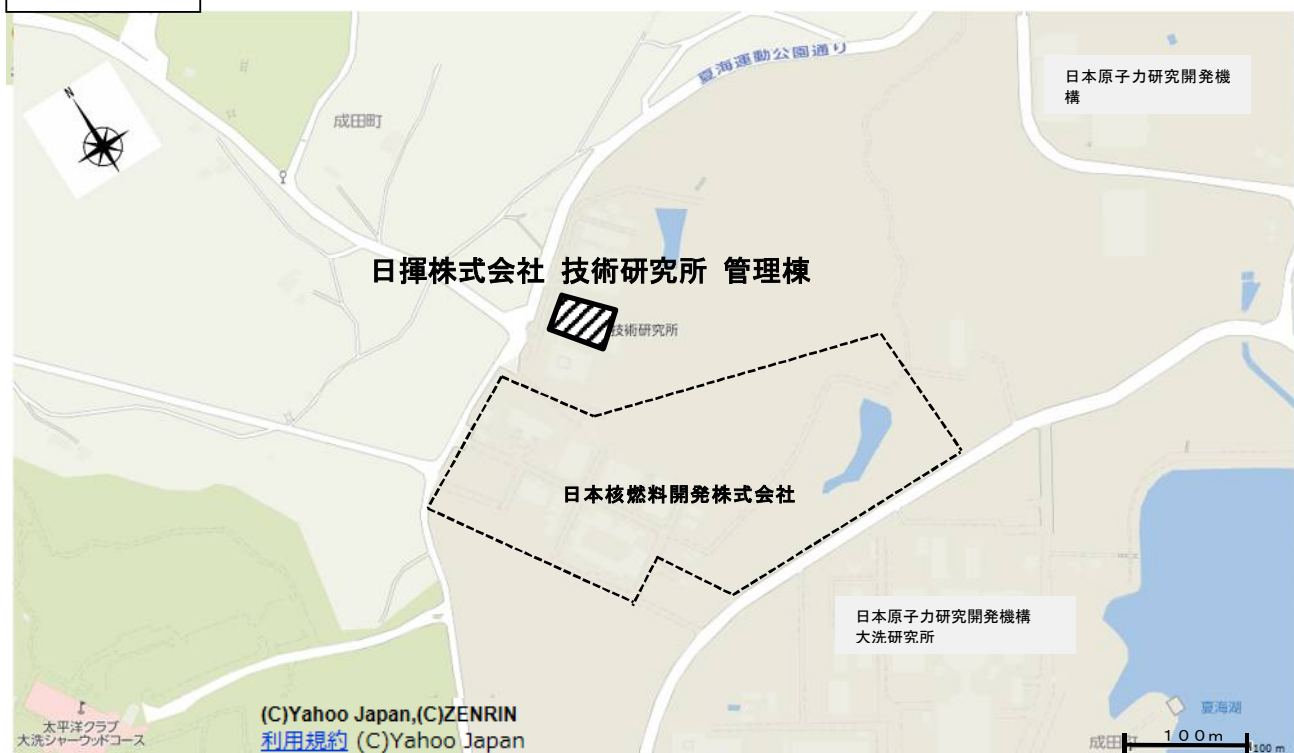 夏海運動公園通り
日本原子力研究開発機
構
N
成田町
日揮株式会社 技術研究所 管理棟
技術研究所
日本核燃料開発株式会社
日本原子力研究開発機構
大洗研究所
太平洋クラブ
大洗シャーウッドコース
(C)Yahoo Japan,(C)ZENRIN
利用規約 (C)Yahoo Japan
夏海湖
成田町
100m
100 m